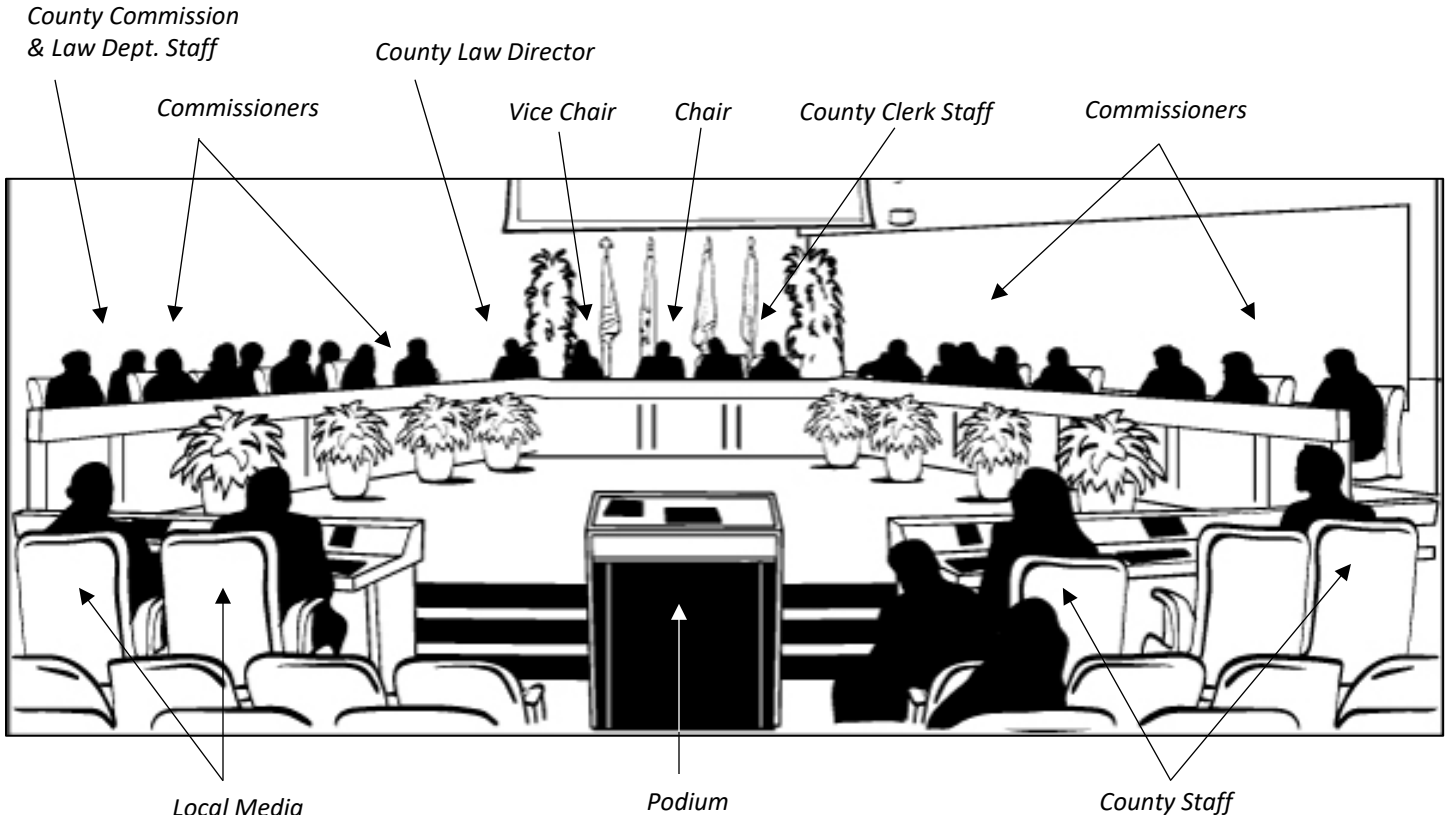 County Commission
& Law Dept. Staff
County Law Director
Commissioners
Vice Chair
Chair
County Clerk Staff
Commissioners
Local Media
Podium
County Staff